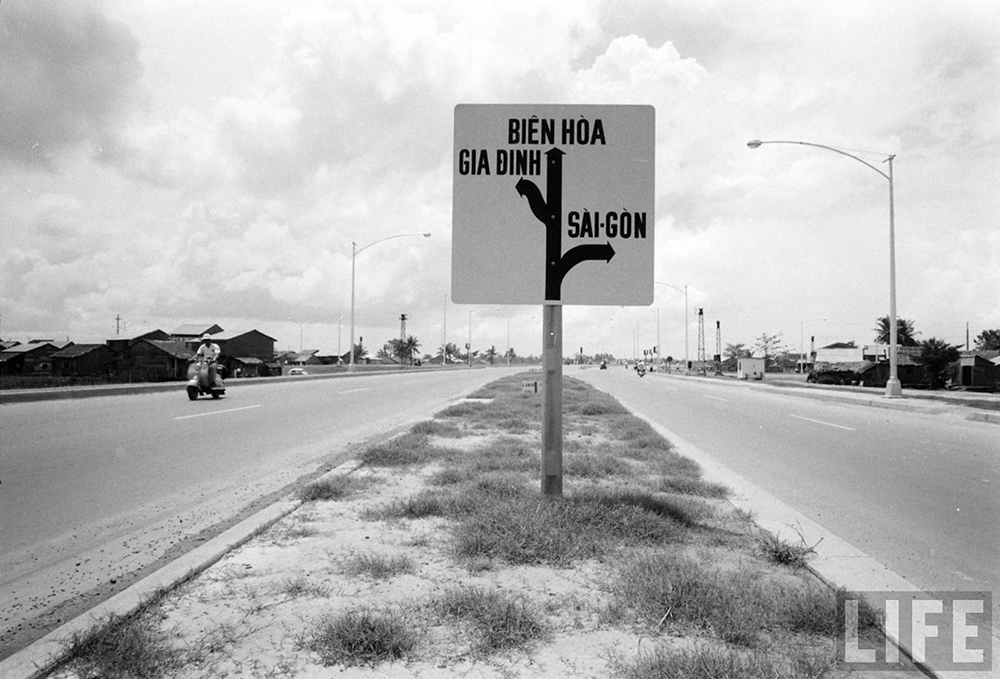 BIÊN HÒA
GIA ĐINH
SÀI-GÒN
LIFE